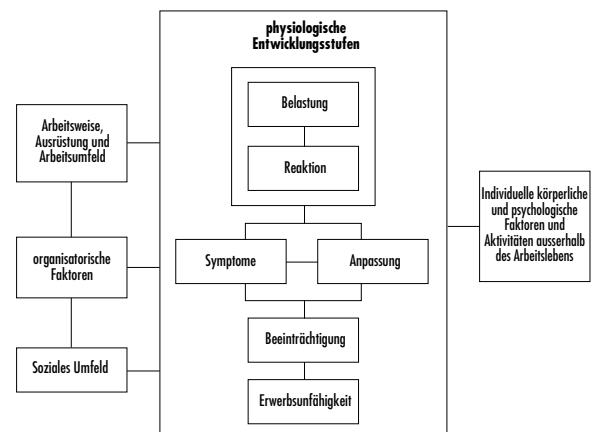 physiologische
Entwicklungsstufen
Belastung
Reaktion
Arbeitsweise,
Ausrüstung und
Arbeitsumfeld
organisatorische
Faktoren
Soziales Umfeld
Symptome
Anpassung
Beeinträchtigung
Erwerbsunfähigkeit
Individuelle körperliche
und psychologische
Faktoren und
Aktivitäten ausserhalb
des Arbeitslebens